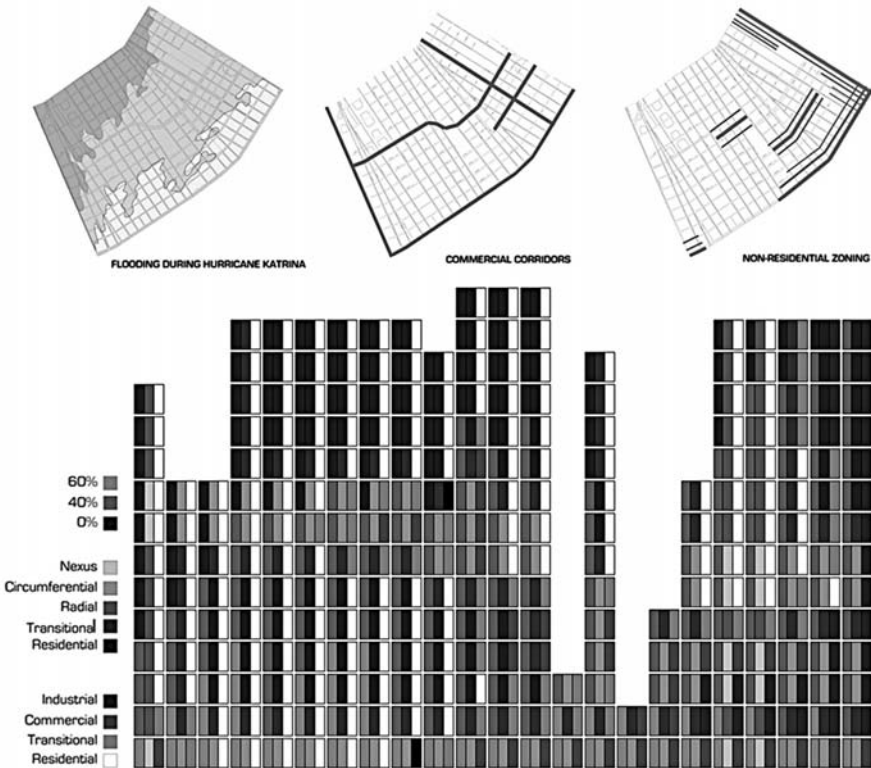 FLOODING DURING HURRICANE KATRINA
COMMERCIAL CORRIDORS
NON-RESIDENTIAL ZONING
60%
40%
0%
Nexus
Circumferential
Radial
Transitional
Residential
Industrial
Commercial
Transitional
Residential